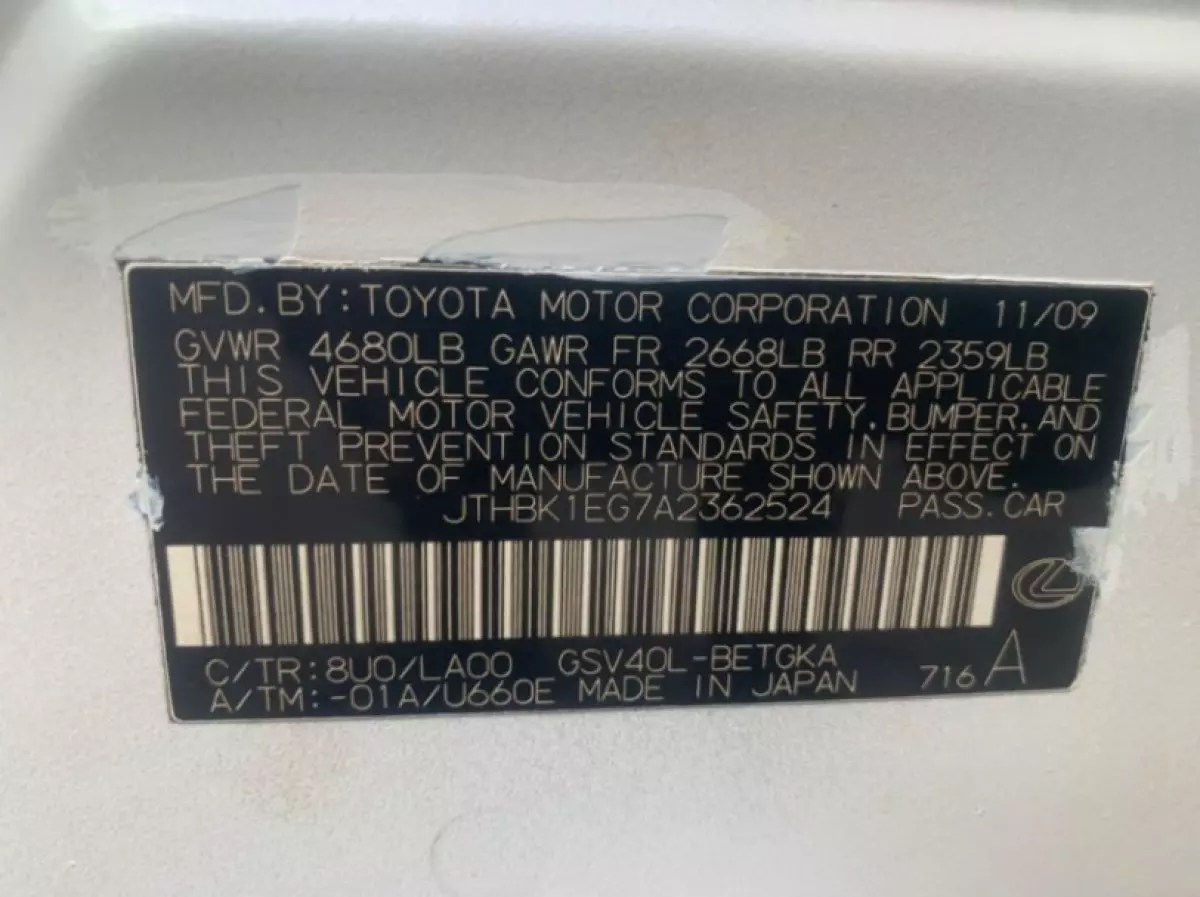 MFD. BY: TOYOTA MOTOR CORPORATION 11/09
GVWR 4680LB GAWR FR 2668LB RR 2359LB
THIS VEHICLE CONFORMS TO ALL APPLICABLE
FEDERAL MOTOR VEHICLE SAFETY, BUMPER, AND
THEFT PREVENTION STANDARDS IN EFFECT ON
THE DATE OF MANUFACTURE SHOWN ABOVE.
JTHBK1EG7A2362524 PASS. CAR
C/TR: 8U0/LA00 GSV40L-BETGKA
A/TM: -01A/U660E MADE IN JAPAN 716 A